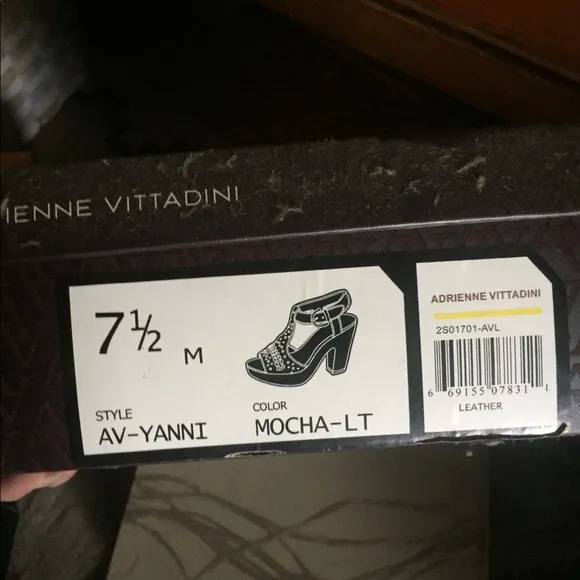 IENNE VITTADINI
7½ M
STYLE
AV-YANNI
COLOR
MOCHA-LT
ADRIENNE VITTADINI
2S01701-AVL
6 69155 07831 1
LEATHER